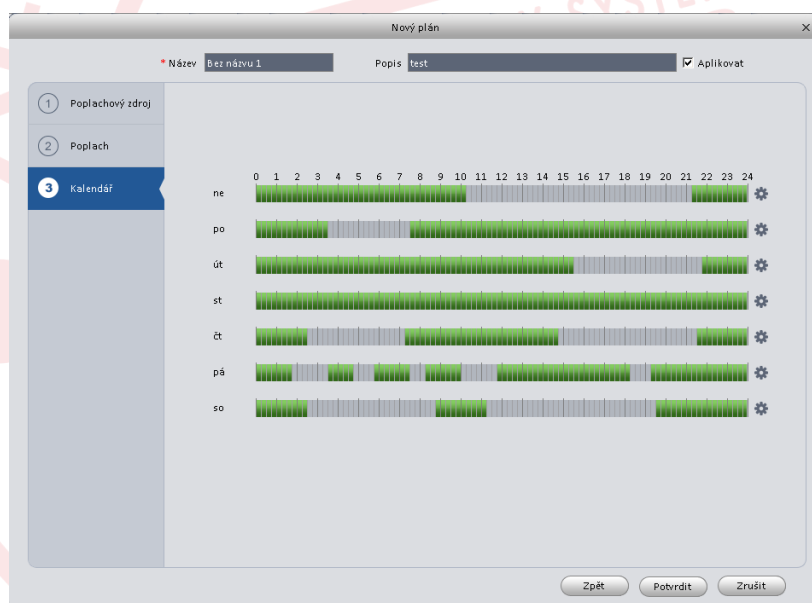 Nový plán
* Název Bez názvu 1 Popis test Aplikovat
1 Poplachový zdroj
2 Poplach
3 Kalendář
0 1 2 3 4 5 6 7 8 9 10 11 12 13 14 15 16 17 18 19 20 21 22 23 24
ne
po
út
st
čt
pá
so
Zpět Potvrdit Zrušit